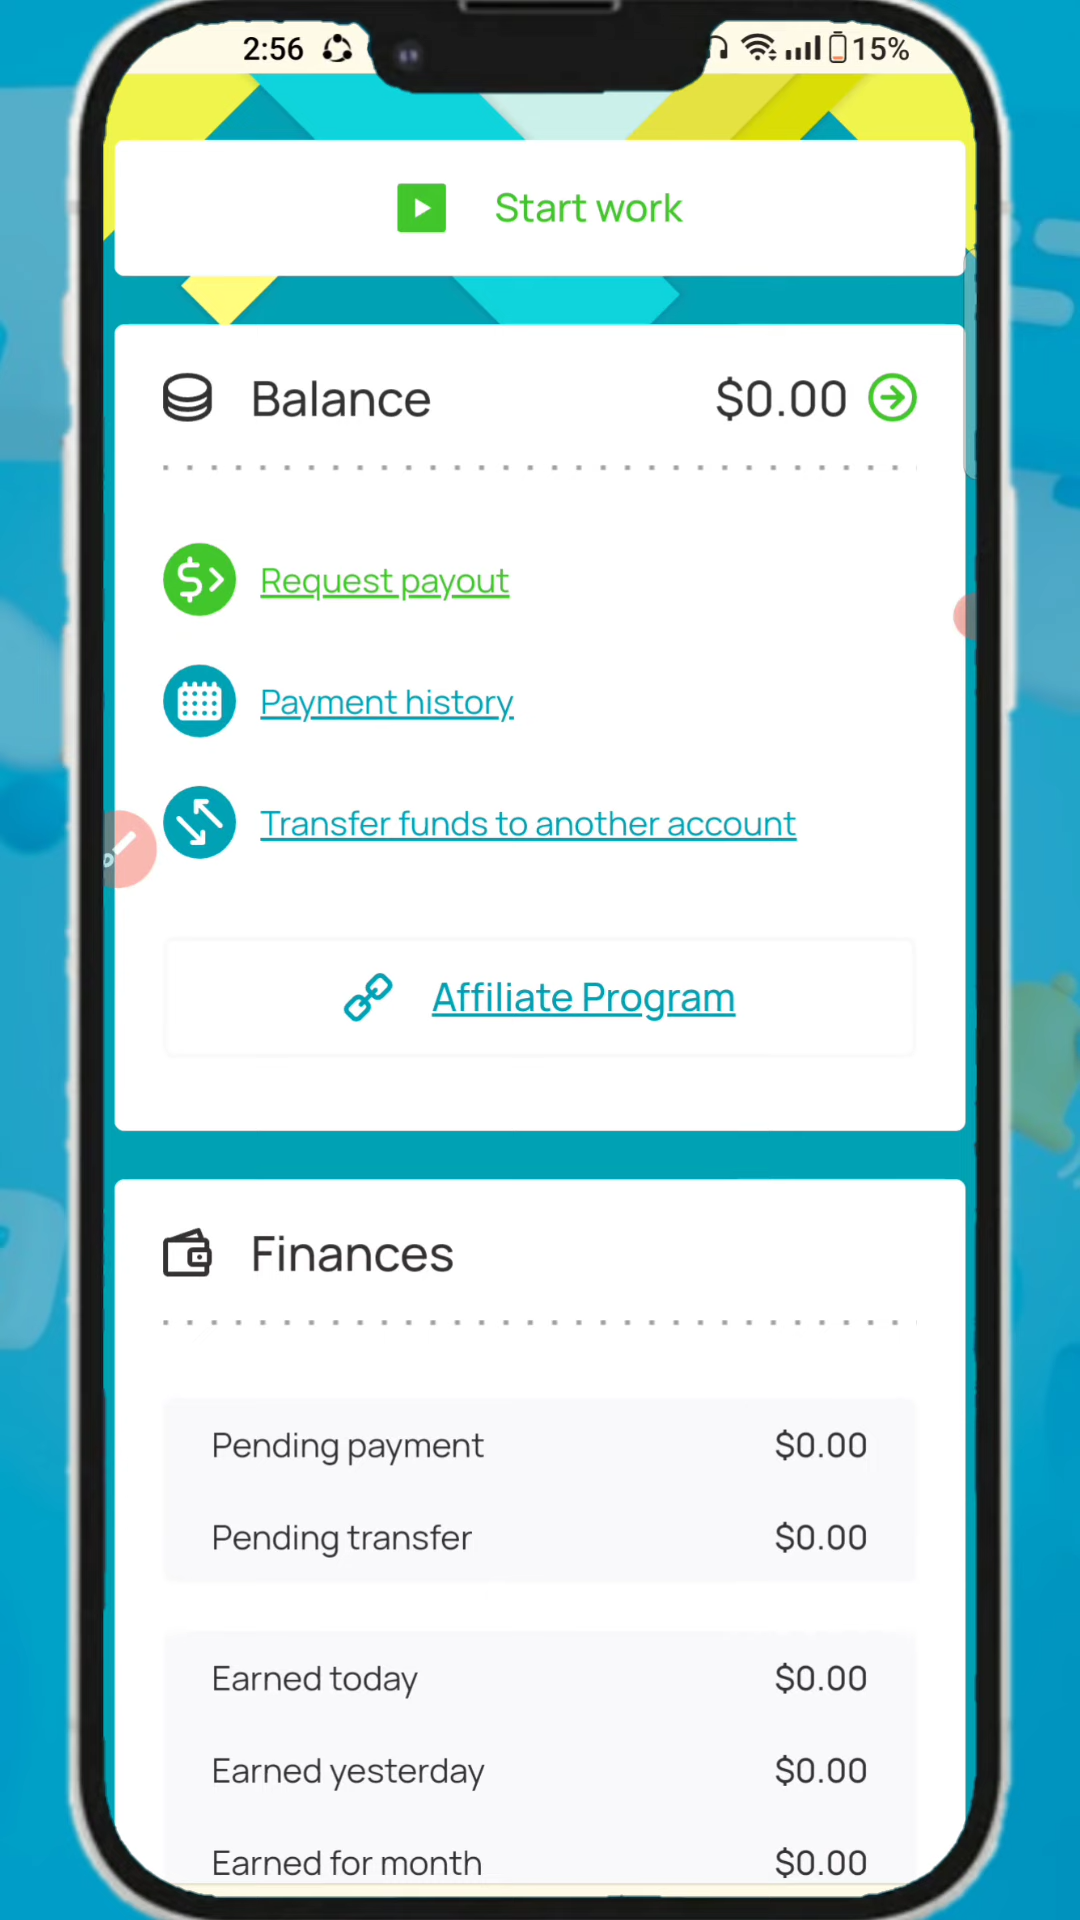 2:56 15%
Start work
Balance $0.00
Request payout
Payment history
Transfer funds to another account
Affiliate Program
Finances
Pending payment $0.00
Pending transfer $0.00
Earned today $0.00
Earned yesterday $0.00
Earned for month $0.00